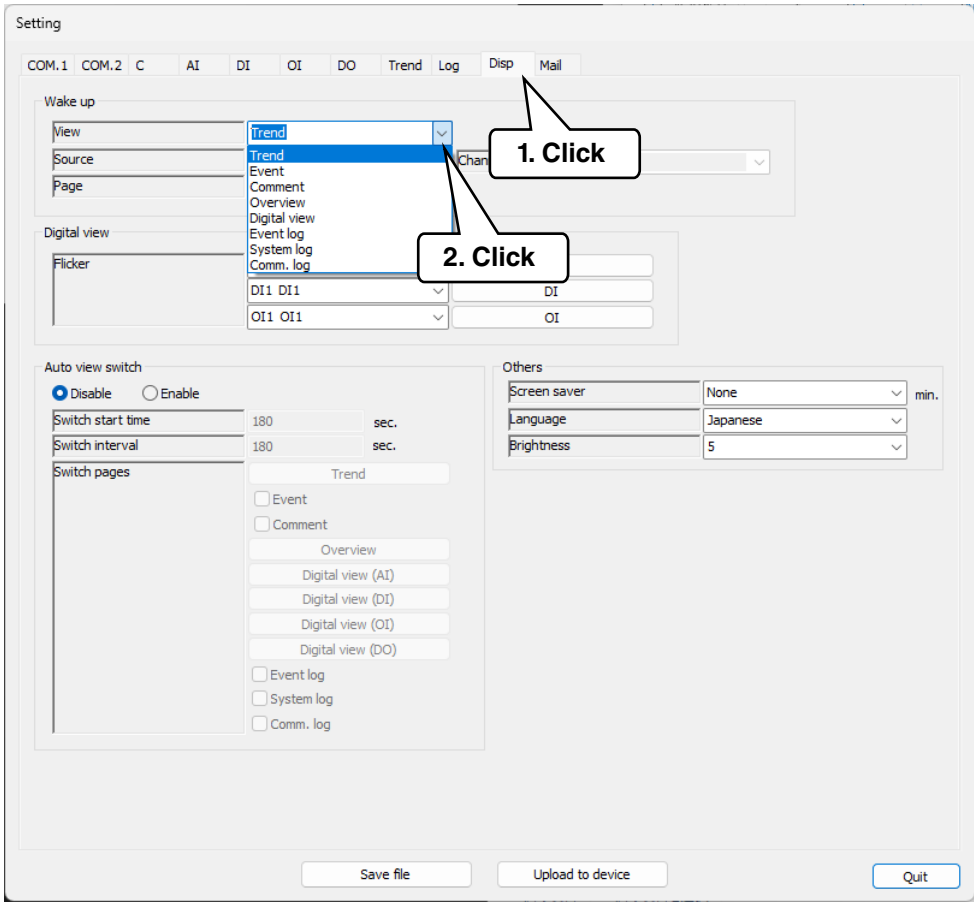 Setting
COM.1 COM.2 C AI DI OI DO Trend Log Disp Mail
Wake up
View Trend
1. Click
Source Trend
Event
Page Comment
Overview
Digital view
Event log
System log
Comm. log
2. Click
Digital view
Flicker
DI1 DI1 DI
OI1 OI1 OI
Auto view switch
Disable Enable
Switch start time 180 sec.
Switch interval 180 sec.
Switch pages Trend
Event
Comment
Overview
Digital view (AI)
Digital view (DI)
Digital view (OI)
Digital view (DO)
Event log
System log
Comm. log
Others
Screen saver None min.
Language Japanese
Brightness 5
Save file Upload to device Quit